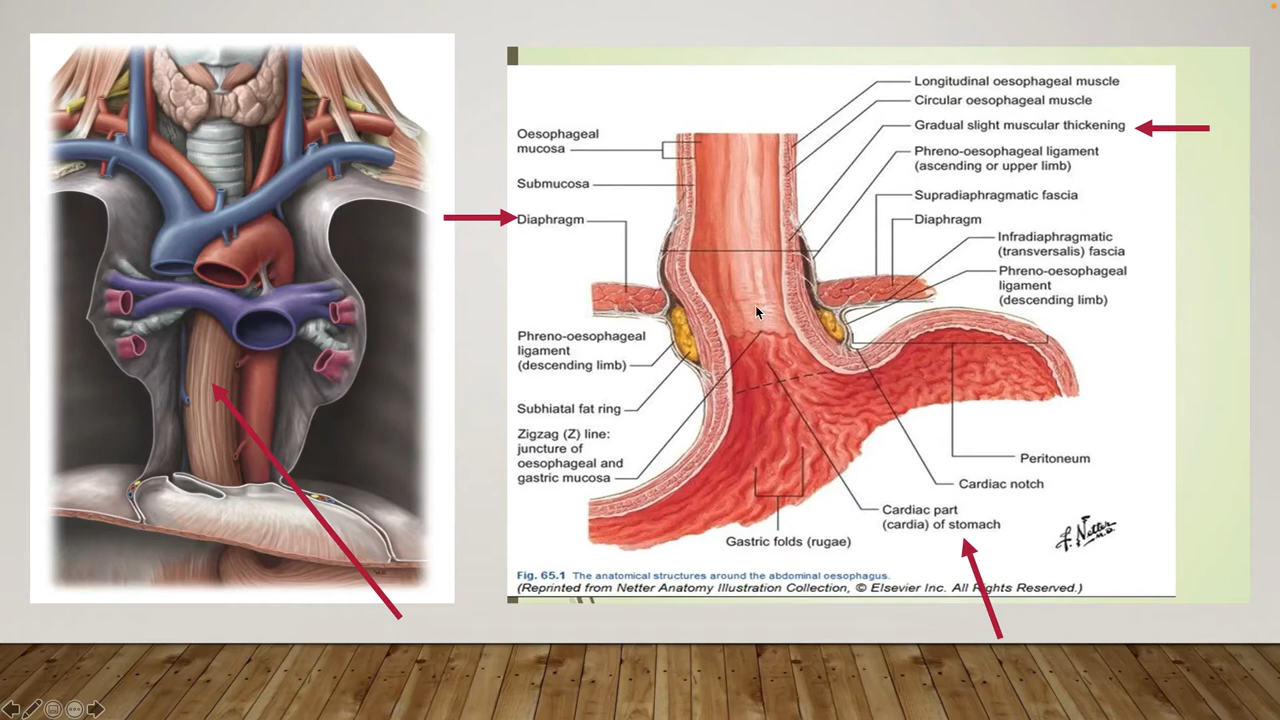 Oesophageal
mucosa
Submucosa
Diaphragm
Phreno-oesophageal
ligament
(descending limb)
Subhiatal fat ring
Zigzag (Z) line:
juncture of
oesophageal and
gastric mucosa
Longitudinal oesophageal muscle
Circular oesophageal muscle
Gradual slight muscular thickening
Phreno-oesophageal ligament
(ascending or upper limb)
Supradiaphragmatic fascia
Diaphragm
Infradiaphragmatic
(transversalis) fascia
Phreno-oesophageal
ligament
(descending limb)
Peritoneum
Cardiac notch
Cardiac part
(cardia) of stomach
Gastric folds (rugae)
F. Netter
M.D.
Fig. 65.1 The anatomical structures around the abdominal oesophagus.
(Reprinted from Netter Anatomy Illustration Collection, © Elsevier Inc. All Rights Reserved.)